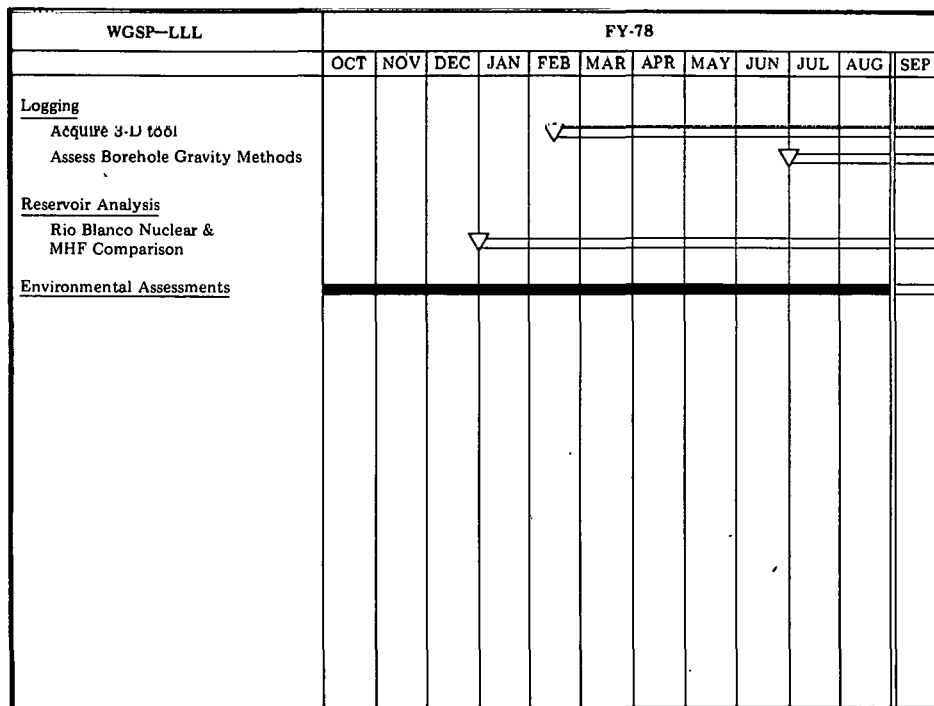 WGSP—LLL
FY-78
OCT NOV DEC JAN FEB MAR APR MAY JUN JUL AUG SEP
Logging
Acquire 3-D tool
Assess Borehole Gravity Methods
Reservoir Analysis
Rio Blanco Nuclear &
MHF Comparison
Environmental Assessments